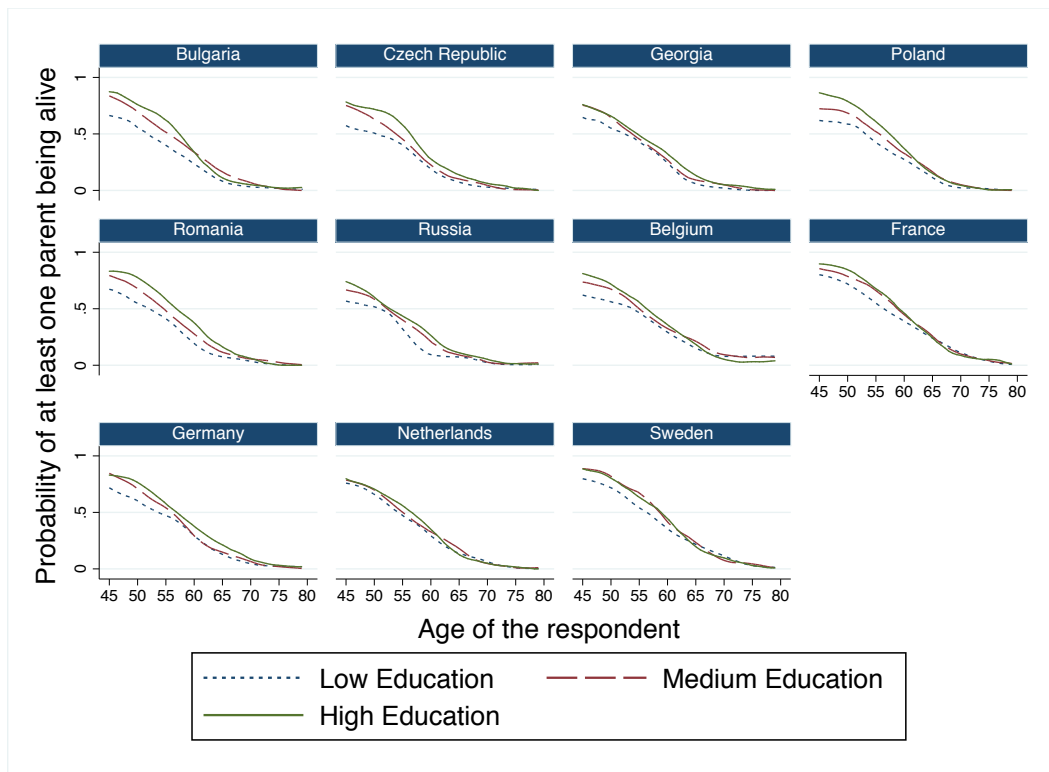 Probability of at least one parent being alive
Bulgaria Czech Republic Georgia Poland
1
.5
0
Romania Russia Belgium France
1
.5
0
45 50 55 60 65 70 75 80
Germany Netherlands Sweden
1
.5
0
45 50 55 60 65 70 75 80 45 50 55 60 65 70 75 80 45 50 55 60 65 70 75 80
Age of the respondent
Low Education Medium Education
High Education